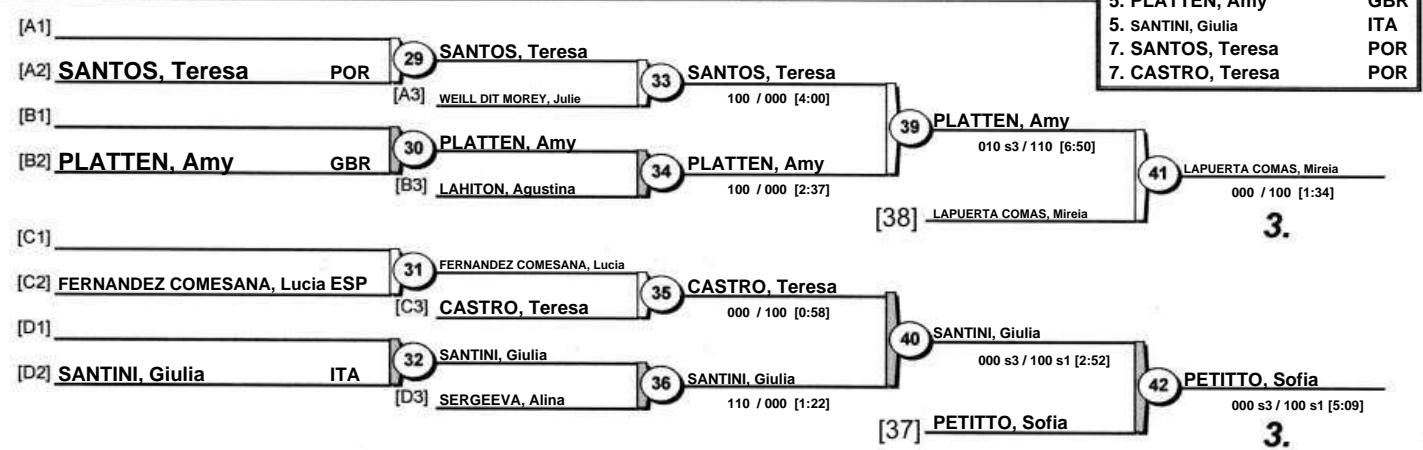 5. PLATTEN, Amy GBR
5. SANTINI, Giulia ITA
7. SANTOS, Teresa POR
7. CASTRO, Teresa POR
[A1]
[A2] SANTOS, Teresa POR
29
SANTOS, Teresa
[A3] WEILL DIT MOREY, Julie
33
SANTOS, Teresa
100 / 000 [4:00]
[B1]
[B2] PLATTEN, Amy GBR
30
PLATTEN, Amy
[B3] LAHITON, Agustina
34
PLATTEN, Amy
100 / 000 [2:37]
39
PLATTEN, Amy
010 s3 / 110 [6:50]
[38] LAPUERTA COMAS, Mireia
41
LAPUERTA COMAS, Mireia
000 / 100 [1:34]
3.
[C1]
[C2] FERNANDEZ COMESANA, Lucia ESP
31
FERNANDEZ COMESANA, Lucia
[C3] CASTRO, Teresa
35
CASTRO, Teresa
000 / 100 [0:58]
[D1]
[D2] SANTINI, Giulia ITA
32
SANTINI, Giulia
[D3] SERGEEVA, Alina
36
SANTINI, Giulia
110 / 000 [1:22]
40
SANTINI, Giulia
000 s3 / 100 s1 [2:52]
[37] PETITTO, Sofia
42
PETITTO, Sofia
000 s3 / 100 s1 [5:09]
3.